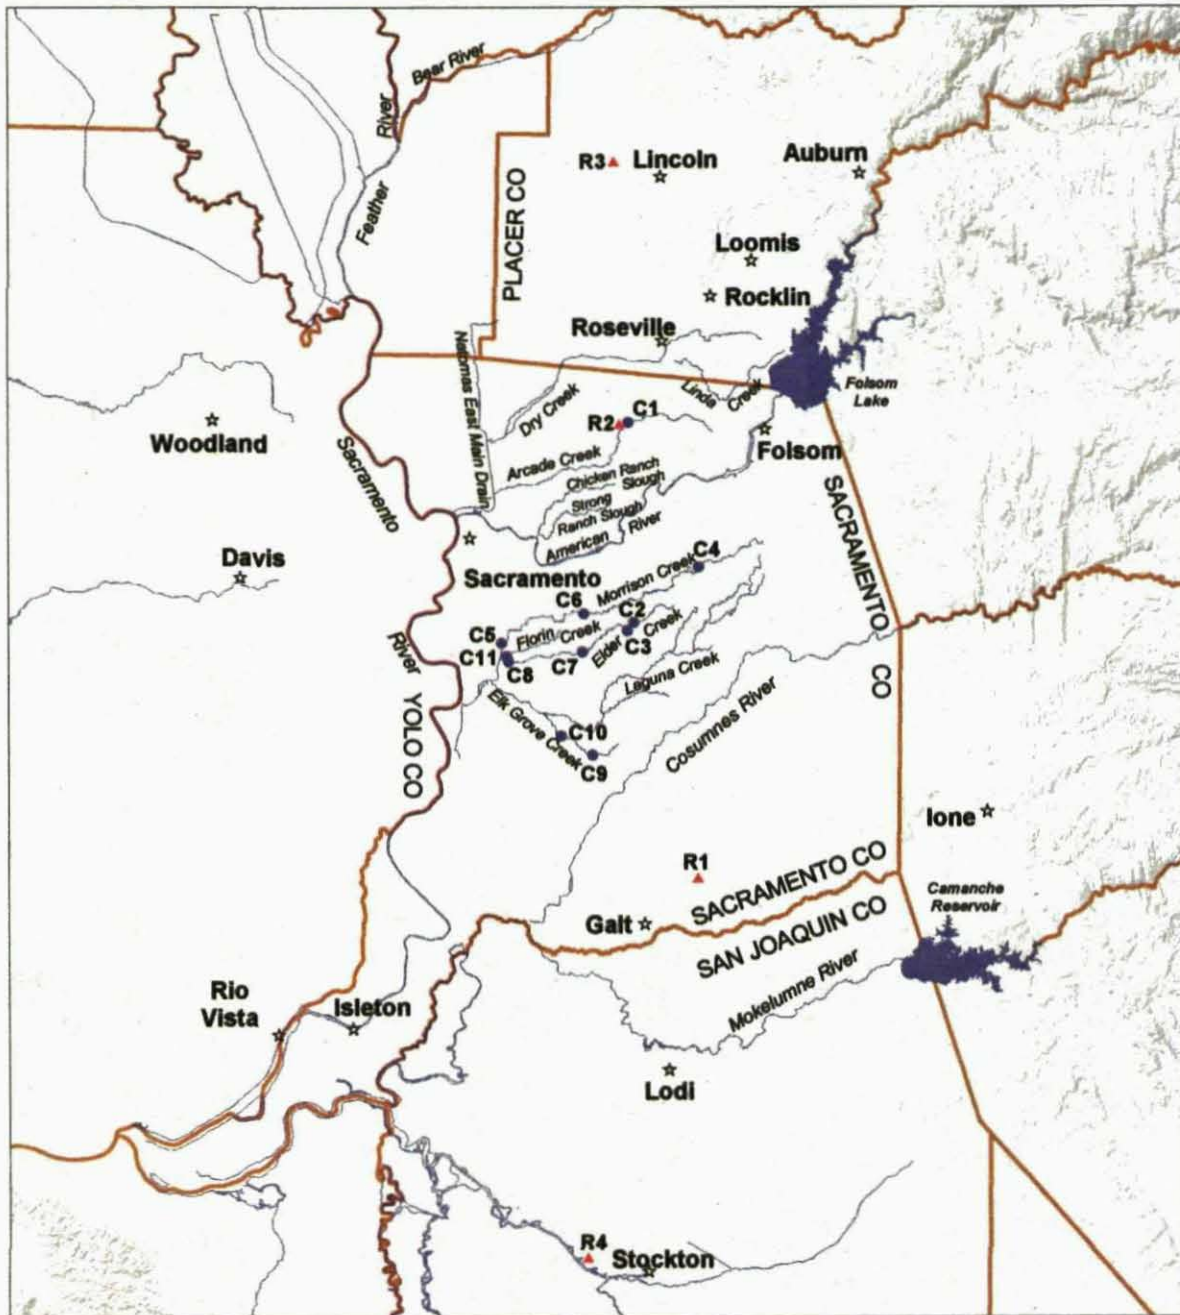 Bear River
River
Feather
PLACER CO
R3
Lincoln
Auburn
Loomis
Rocklin
Roseville
Natomas East Main Drain
Dry Creek
Linda
Creek
Folsom
Lake
R2
C1
Woodland
Arcade Creek
Folsom
Chicken Ranch
Slough
Strong
Ranch Slough
American
River
Sacramento
SACRAMENTO
CO
Davis
Sacramento
C4
Morrison Creek
C6
C2
C5
Florin
Creek
Elder
Creek
C3
C11
C8
C7
River
YOLO CO
Laguna Creek
Elk Grove Creek
C10
C9
Cosumnes River
Ione
R1
SACRAMENTO CO
Camanche
Reservoir
Galt
SAN JOAQUIN CO
Mokelumne River
Rio
Vista
Isleton
Lodi
R4
Stockton